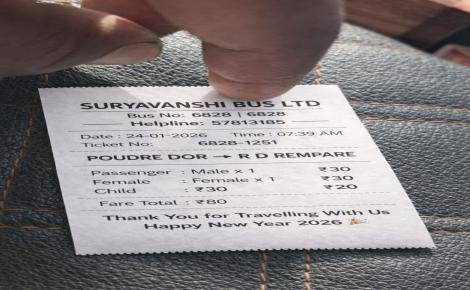 SURYAVANSHI BUS LTD
Bus No: 6828 | 6828
Helpline: 57813185
Date : 24-01-2026 Time : 07:39 AM
Ticket No: 6828-1251
POUDRE DOR → R D REMPARE
Passenger : Male x 1 ₹30
Female : Female x 1 ₹30
Child : ₹30 ₹20
Fare Total : ₹80
Thank You for Travelling With Us
Happy New Year 2026 🎉